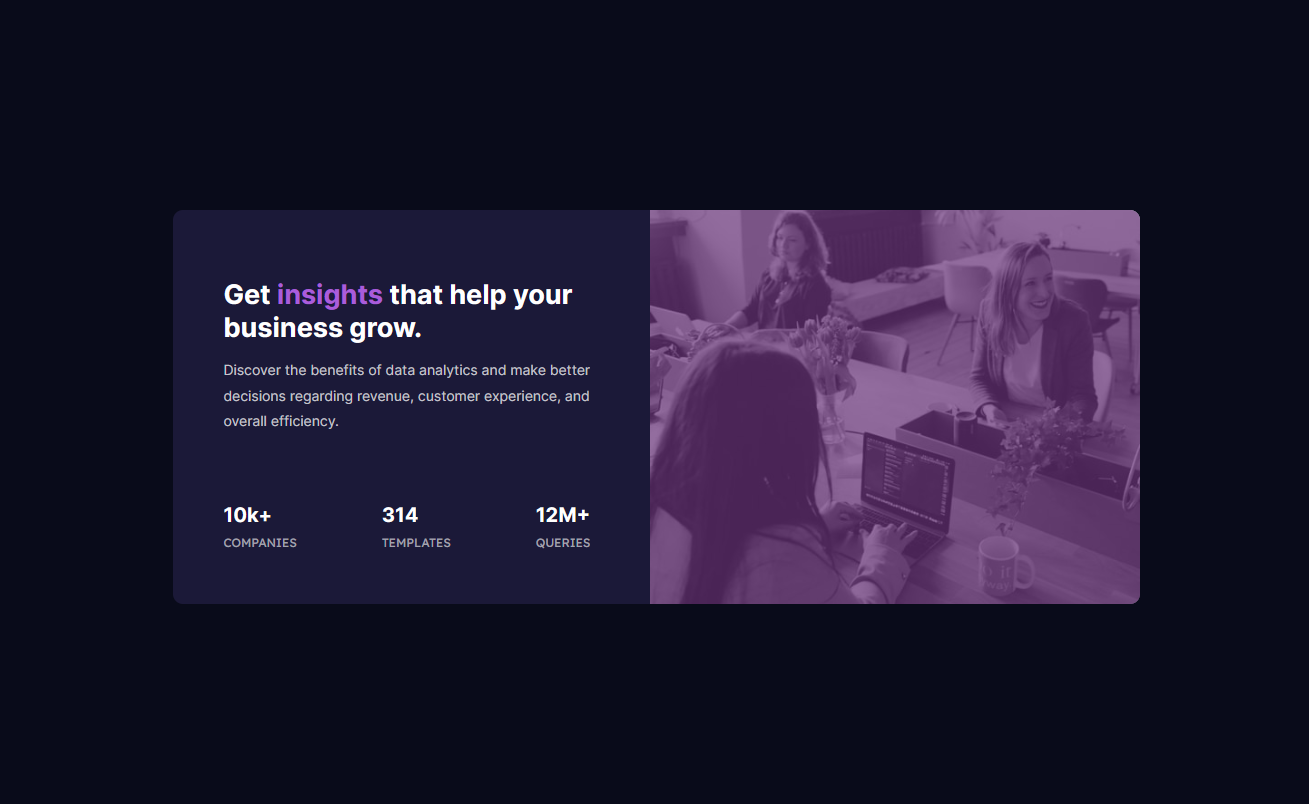 Get insights that help your
business grow.
Discover the benefits of data analytics and make better
decisions regarding revenue, customer experience, and
overall efficiency.
10k+ 314 12M+
COMPANIES TEMPLATES QUERIES